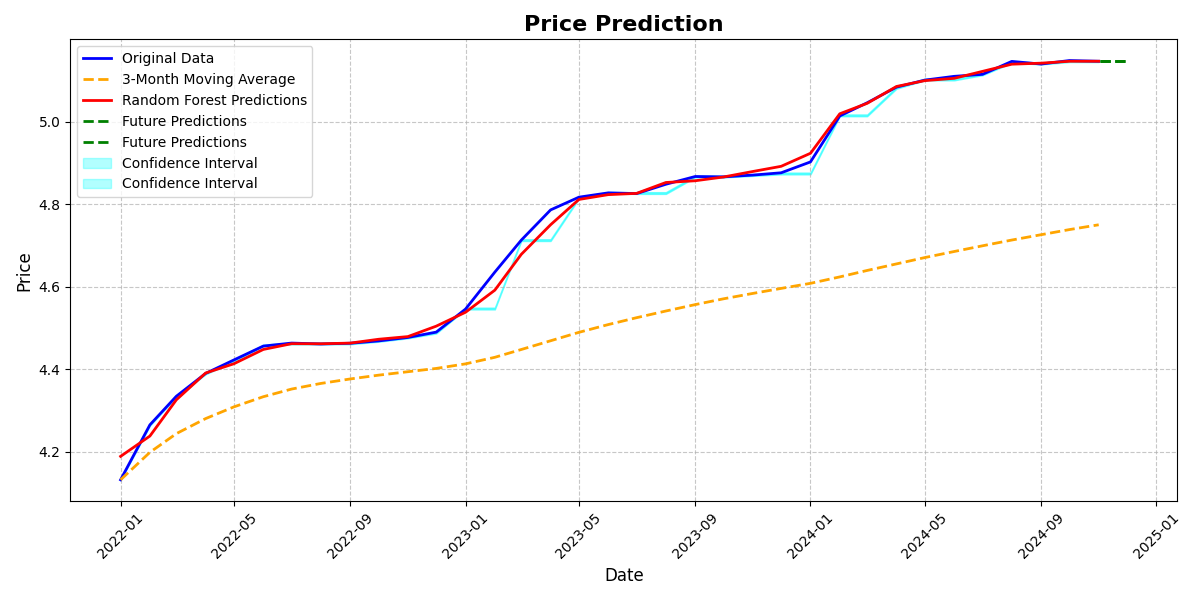 Price Prediction
Original Data
3-Month Moving Average
Random Forest Predictions
Future Predictions
Future Predictions
Confidence Interval
Confidence Interval
Price
5.0
4.8
4.6
4.4
4.2
2022-01
2022-05
2022-09
2023-01
2023-05
2023-09
2024-01
2024-05
2024-09
2025-01
Date